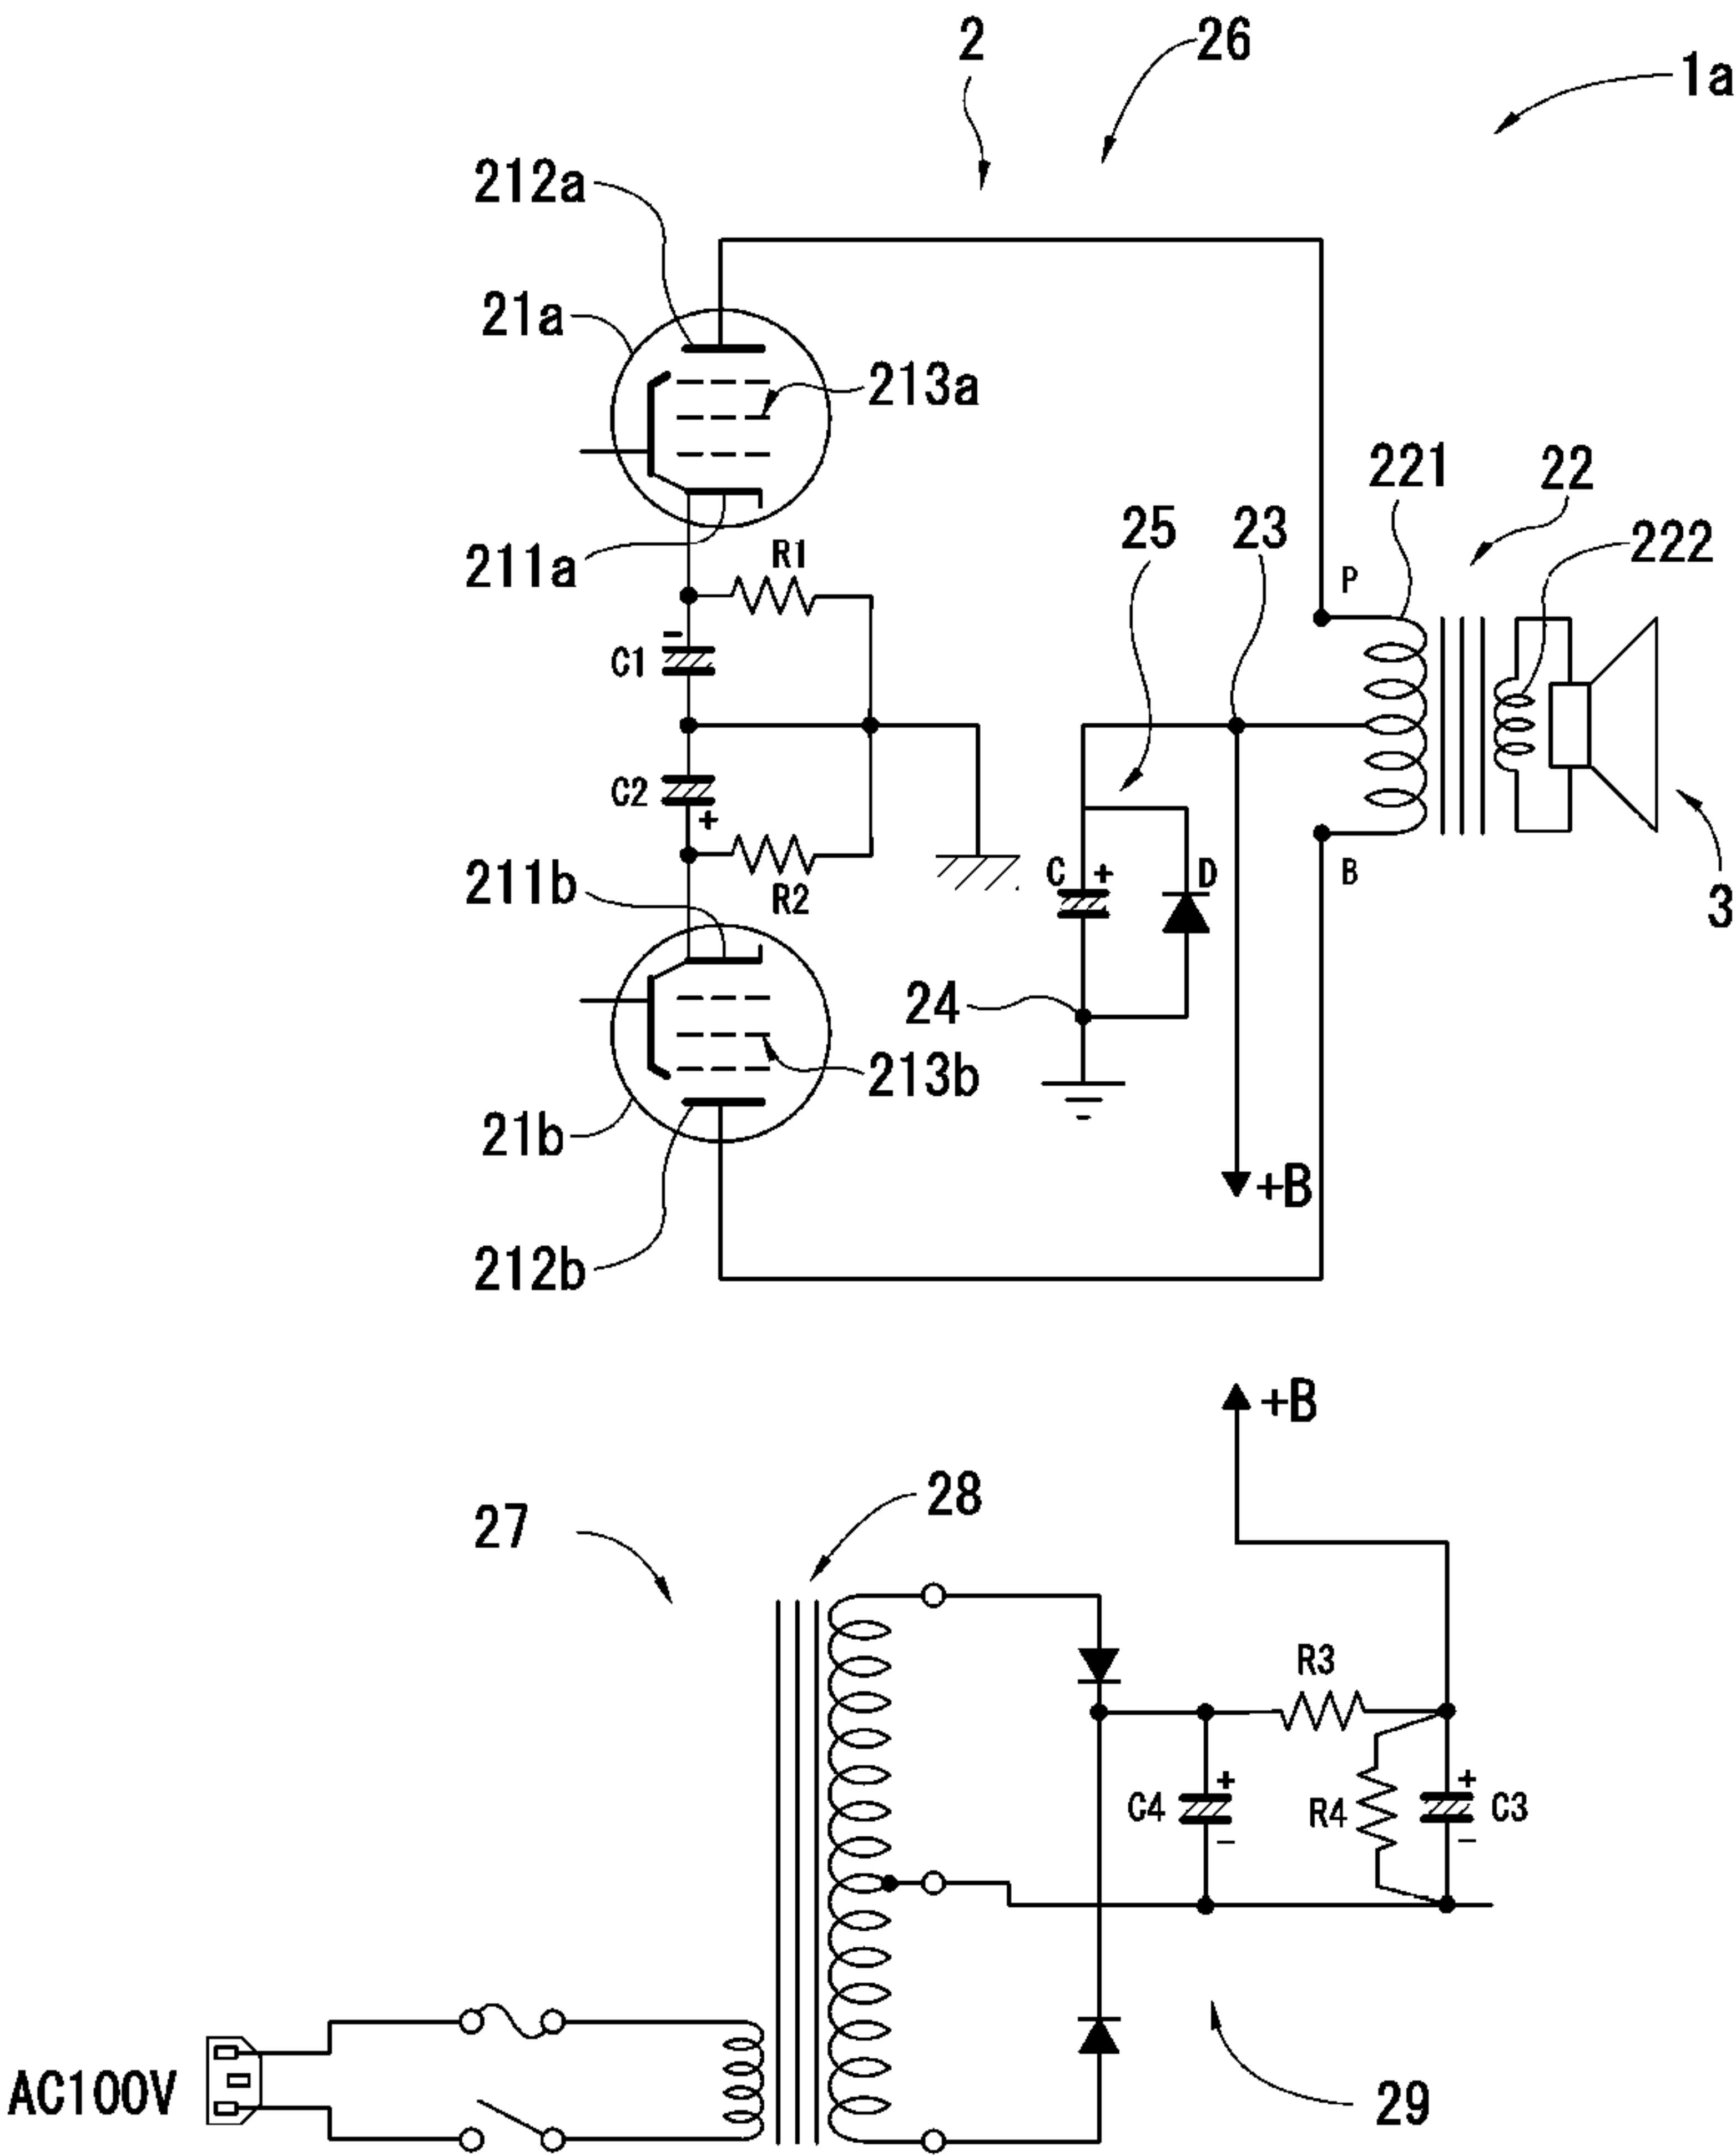 2
26
1a
212a
21a
213a
221
22
25
23
222
211a
R1
P
-
C1
C2
+
211b
R2
C
+
D
B
3
24
213b
21b
+B
212b
+B
28
27
R3
+
+
C4
R4
C3
-
-
AC100V
29